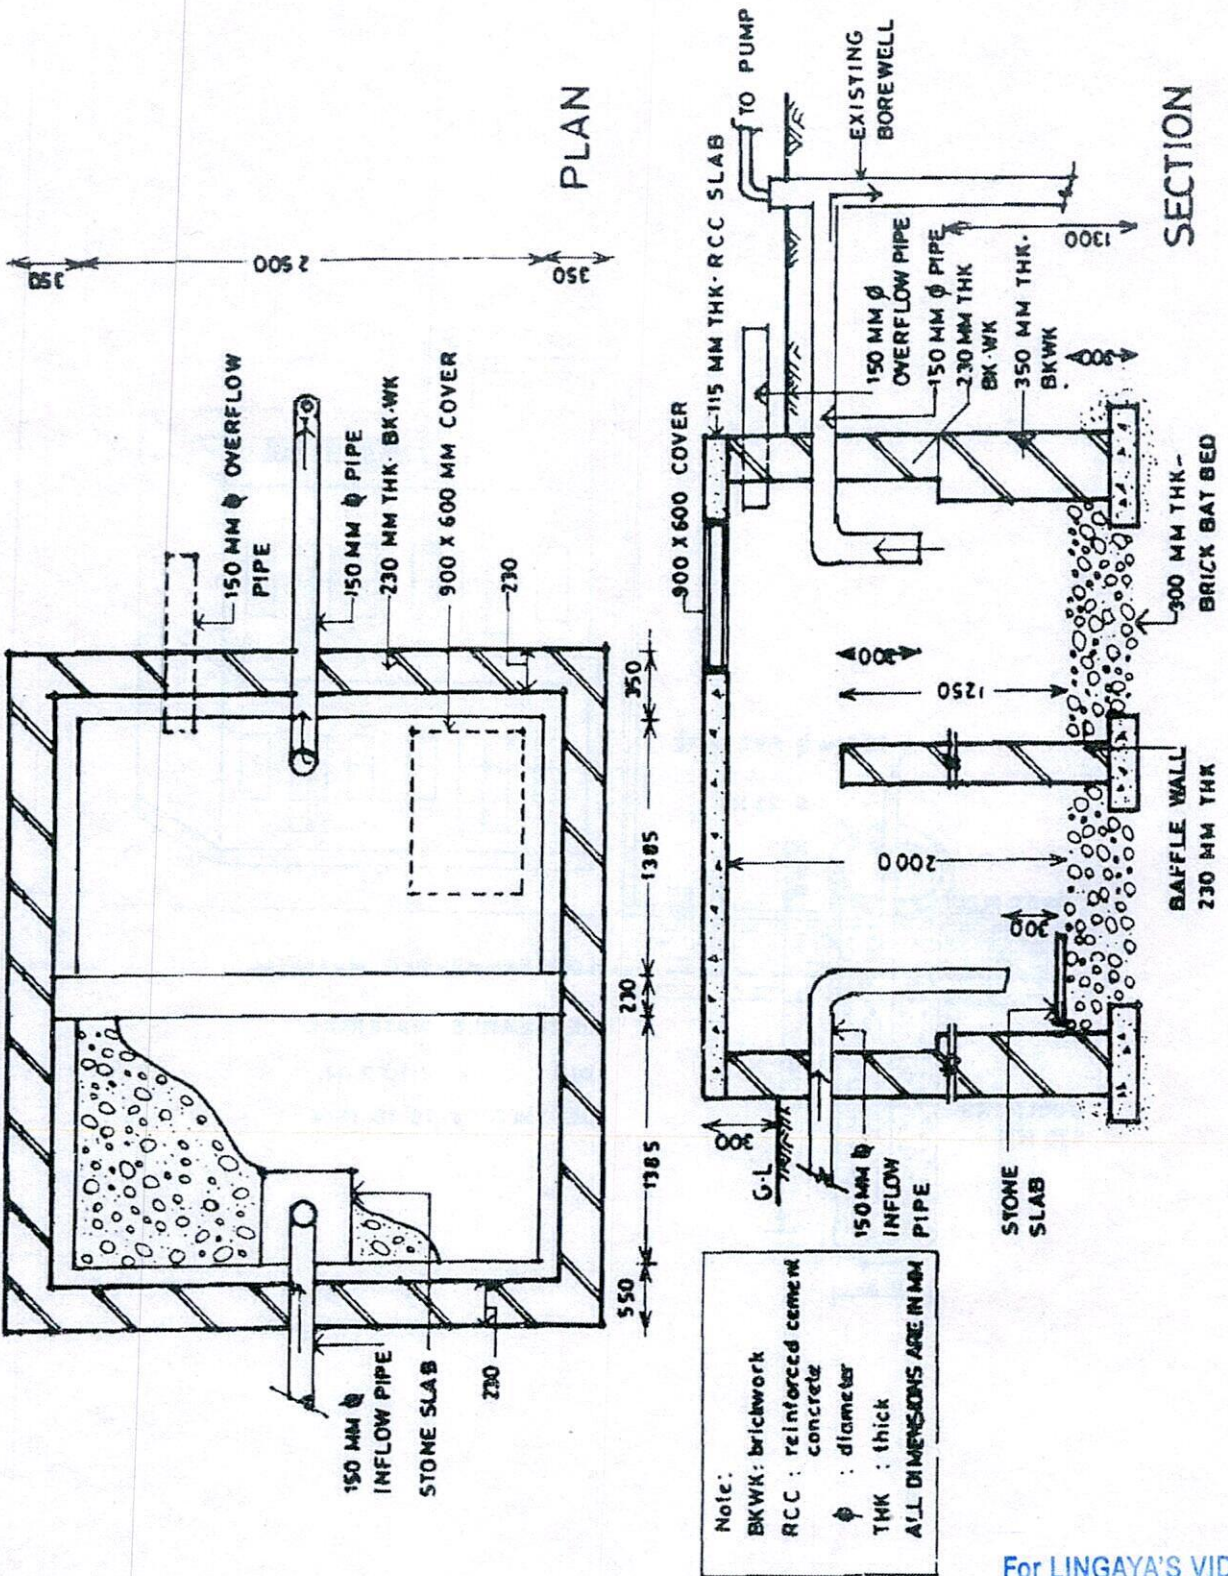 PLAN
350
2500
350
150 MM Φ OVERFLOW
PIPE
150 MM Φ PIPE
230 MM THK. BK.WK
900 X 600 MM COVER
230
150 MM Φ
INFLOW PIPE
STONE SLAB
230
550
1385
230
1385
350
SECTION
TO PUMP
EXISTING
BOREWELL
115 MM THK.RCC SLAB
900 X 600 COVER
150 MM Φ
OVERFLOW PIPE
150 MM Φ PIPE
230 MM THK
BK.WK
350 MM THK.
BKWK
1300
300
1250
2000
300
300
G.L
150 MM Φ
INFLOW
PIPE
STONE
SLAB
BAFFLE WALL
230 MM THK
300 MM THK-
BRICK BAT BED
Note:
BKWK: brickwork
RCC : reinforced cement
concrete
Φ : diameter
THK : thick
ALL DIMENSIONS ARE IN MM
For LINGAYA'S VID